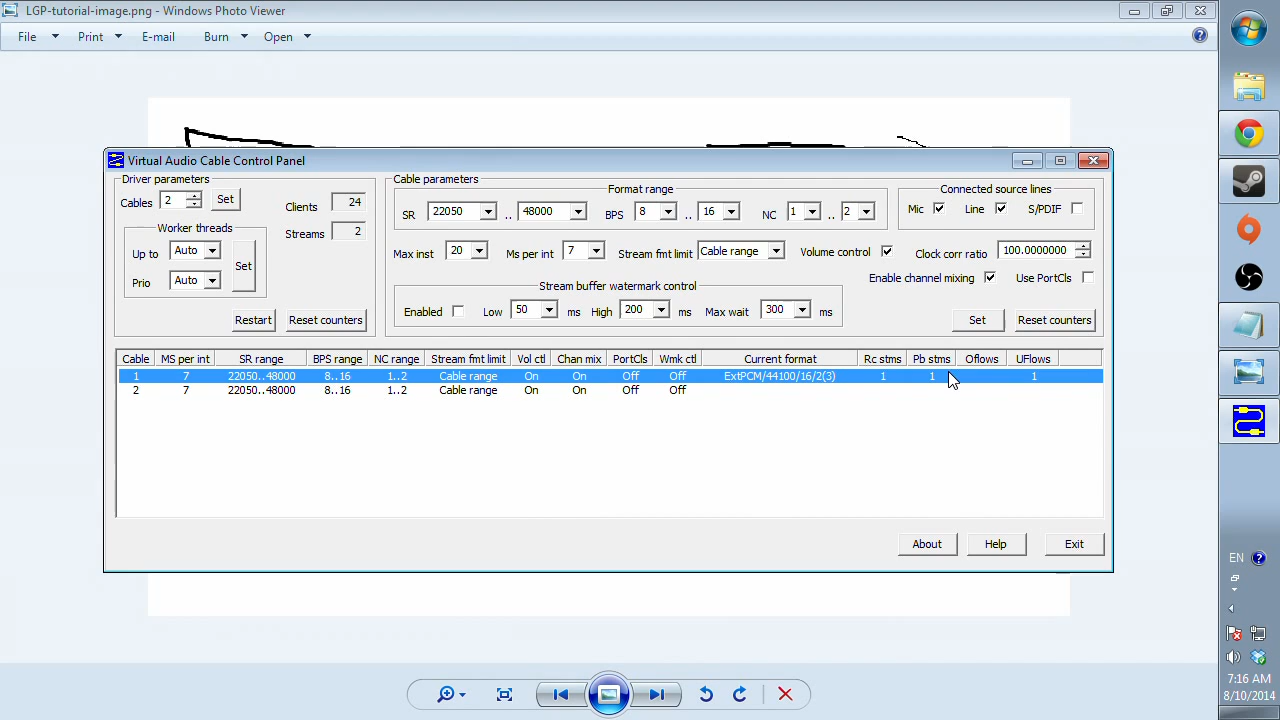 LGP-tutorial-image.png - Windows Photo Viewer
File Print E-mail Burn Open
Virtual Audio Cable Control Panel
Driver parameters
Cables 2 Set
Clients 24
Streams 2
Worker threads
Up to Auto
Prio Auto
Set
Restart Reset counters
Cable parameters
Format range
SR 22050 .. 48000 BPS 8 .. 16 NC 1 .. 2
Connected source lines
Mic Line S/PDIF
Max inst 20 Ms per int 7 Stream fmt limit Cable range Volume control Clock corr ratio 100.0000000
Enable channel mixing Use PortCls
Stream buffer watermark control
Enabled Low 50 ms High 200 ms Max wait 300 ms
Set Reset counters
Cable MS per int SR range BPS range NC range Stream fmt limit Vol ctl Chan mix PortCls Wmk ctl Current format Rc stms Pb stms Oflows UFlows
1 7 22050..48000 8..16 1..2 Cable range On On Off Off ExtPCM/44100/16/2(3) 1 1 1
2 7 22050..48000 8..16 1..2 Cable range On On Off Off
About Help Exit
EN
7:16 AM
8/10/2014